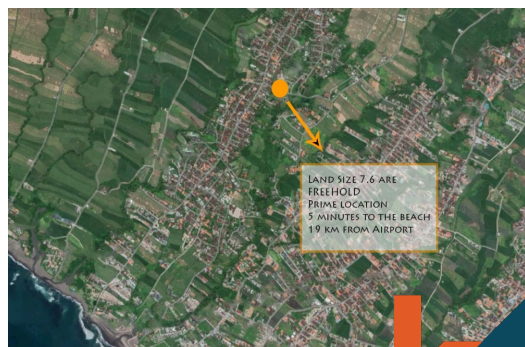 Land Size 7.6 are
FREEHOLD
Prime location
5 minutes to the beach
19 km from Airport